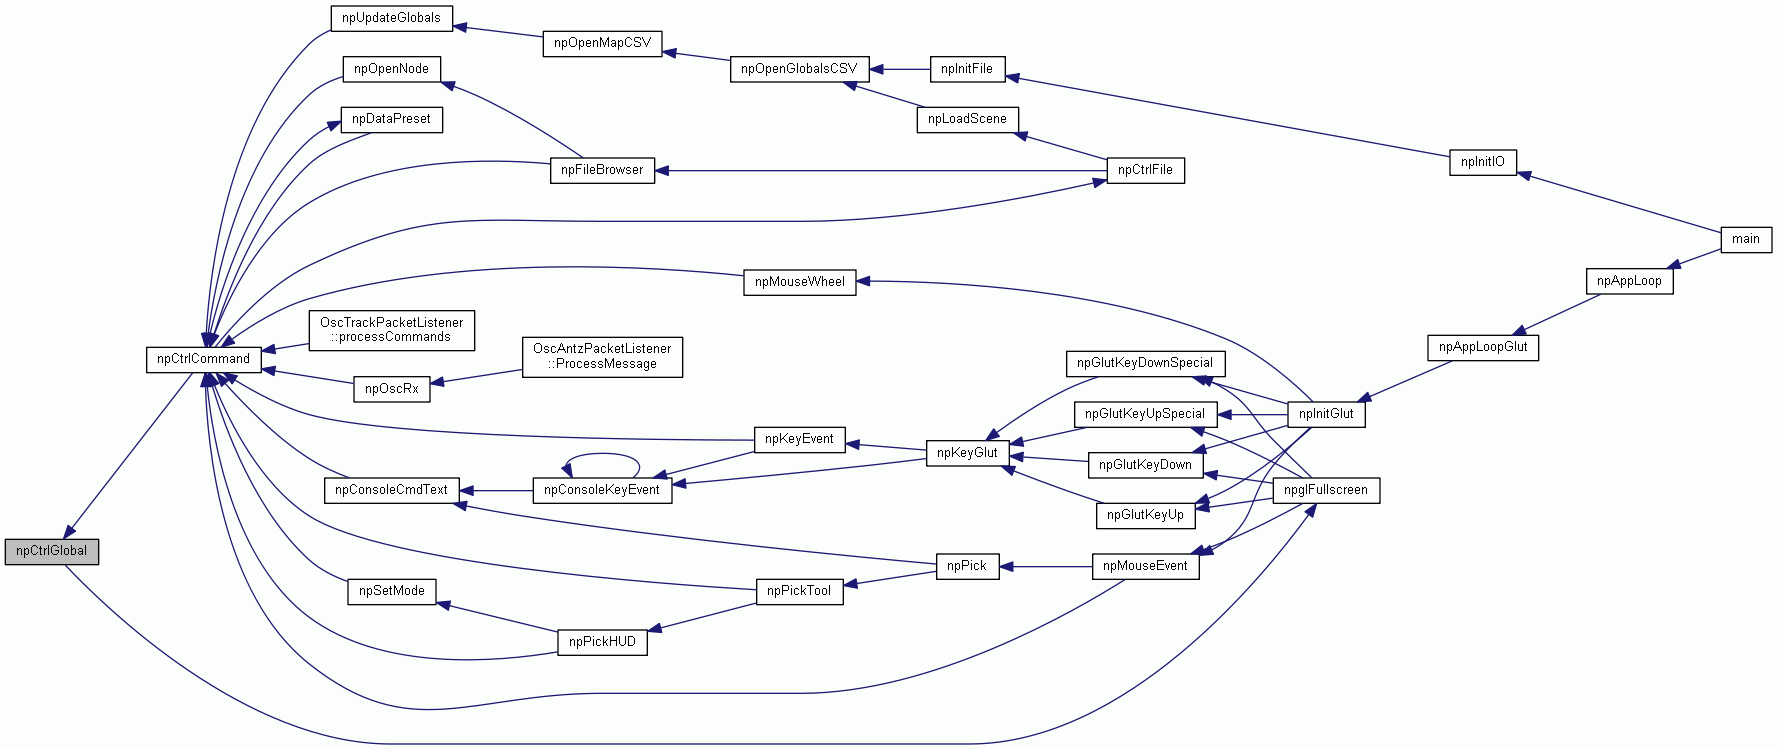 npUpdateGlobals
npOpenMapCSV
npOpenNode
npOpenGlobalsCSV
npInitFile
npDataPreset
npLoadScene
npFileBrowser
npCtrlFile
npInitIO
main
npMouseWheel
npAppLoop
OscTrackPacketListener
::processCommands
npAppLoopGlut
npCtrlCommand
OscAntzPacketListener
::ProcessMessage
npGlutKeyDownSpecial
npOscRx
npGlutKeyUpSpecial
npInitGlut
npKeyEvent
npKeyGlut
npGlutKeyDown
npConsoleCmdText
npConsoleKeyEvent
npglFullscreen
npGlutKeyUp
npCtrlGlobal
npPick
npMouseEvent
npSetMode
npPickTool
npPickHUD